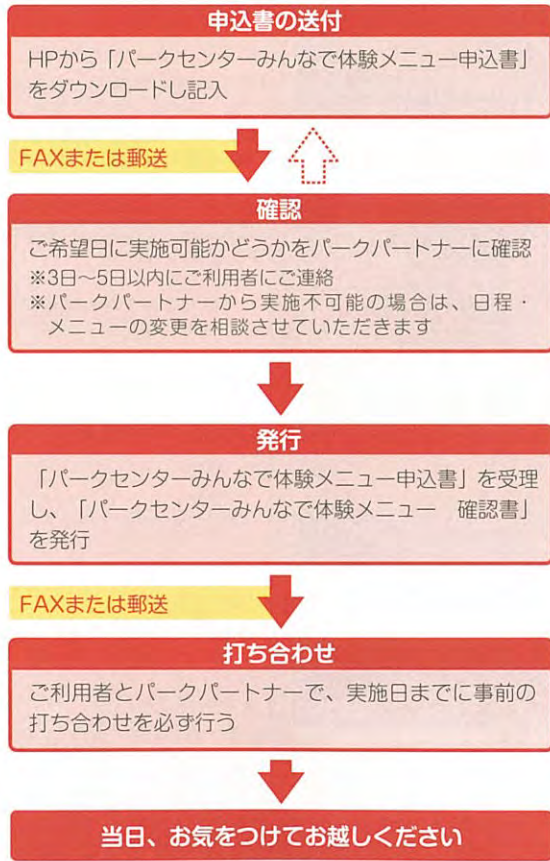 申込書の送付
HPから「パークセンターみんなで体験メニュー申込書」
をダウンロードし記入
FAXまたは郵送
確認
ご希望日に実施可能かどうかをパークパートナーに確認
※3日～5日以内にご利用者にご連絡
※パークパートナーから実施不可能の場合は、日程・
メニューの変更を相談させていただきます
発行
「パークセンターみんなで体験メニュー申込書」を受理
し、「パークセンターみんなで体験メニュー　確認書」
を発行
FAXまたは郵送
打ち合わせ
ご利用者とパークパートナーで、実施日までに事前の
打ち合わせを必ず行う
当日、お気をつけてお越しください